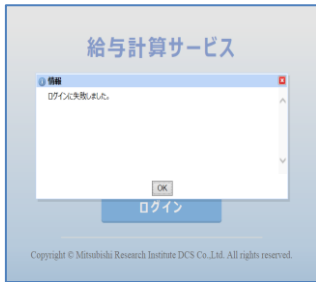 給与計算サービス
情報
ログインに失敗しました。
OK
ログイン
Copyright © Mitsubishi Research Institute DCS Co.,Ltd. All rights reserved.